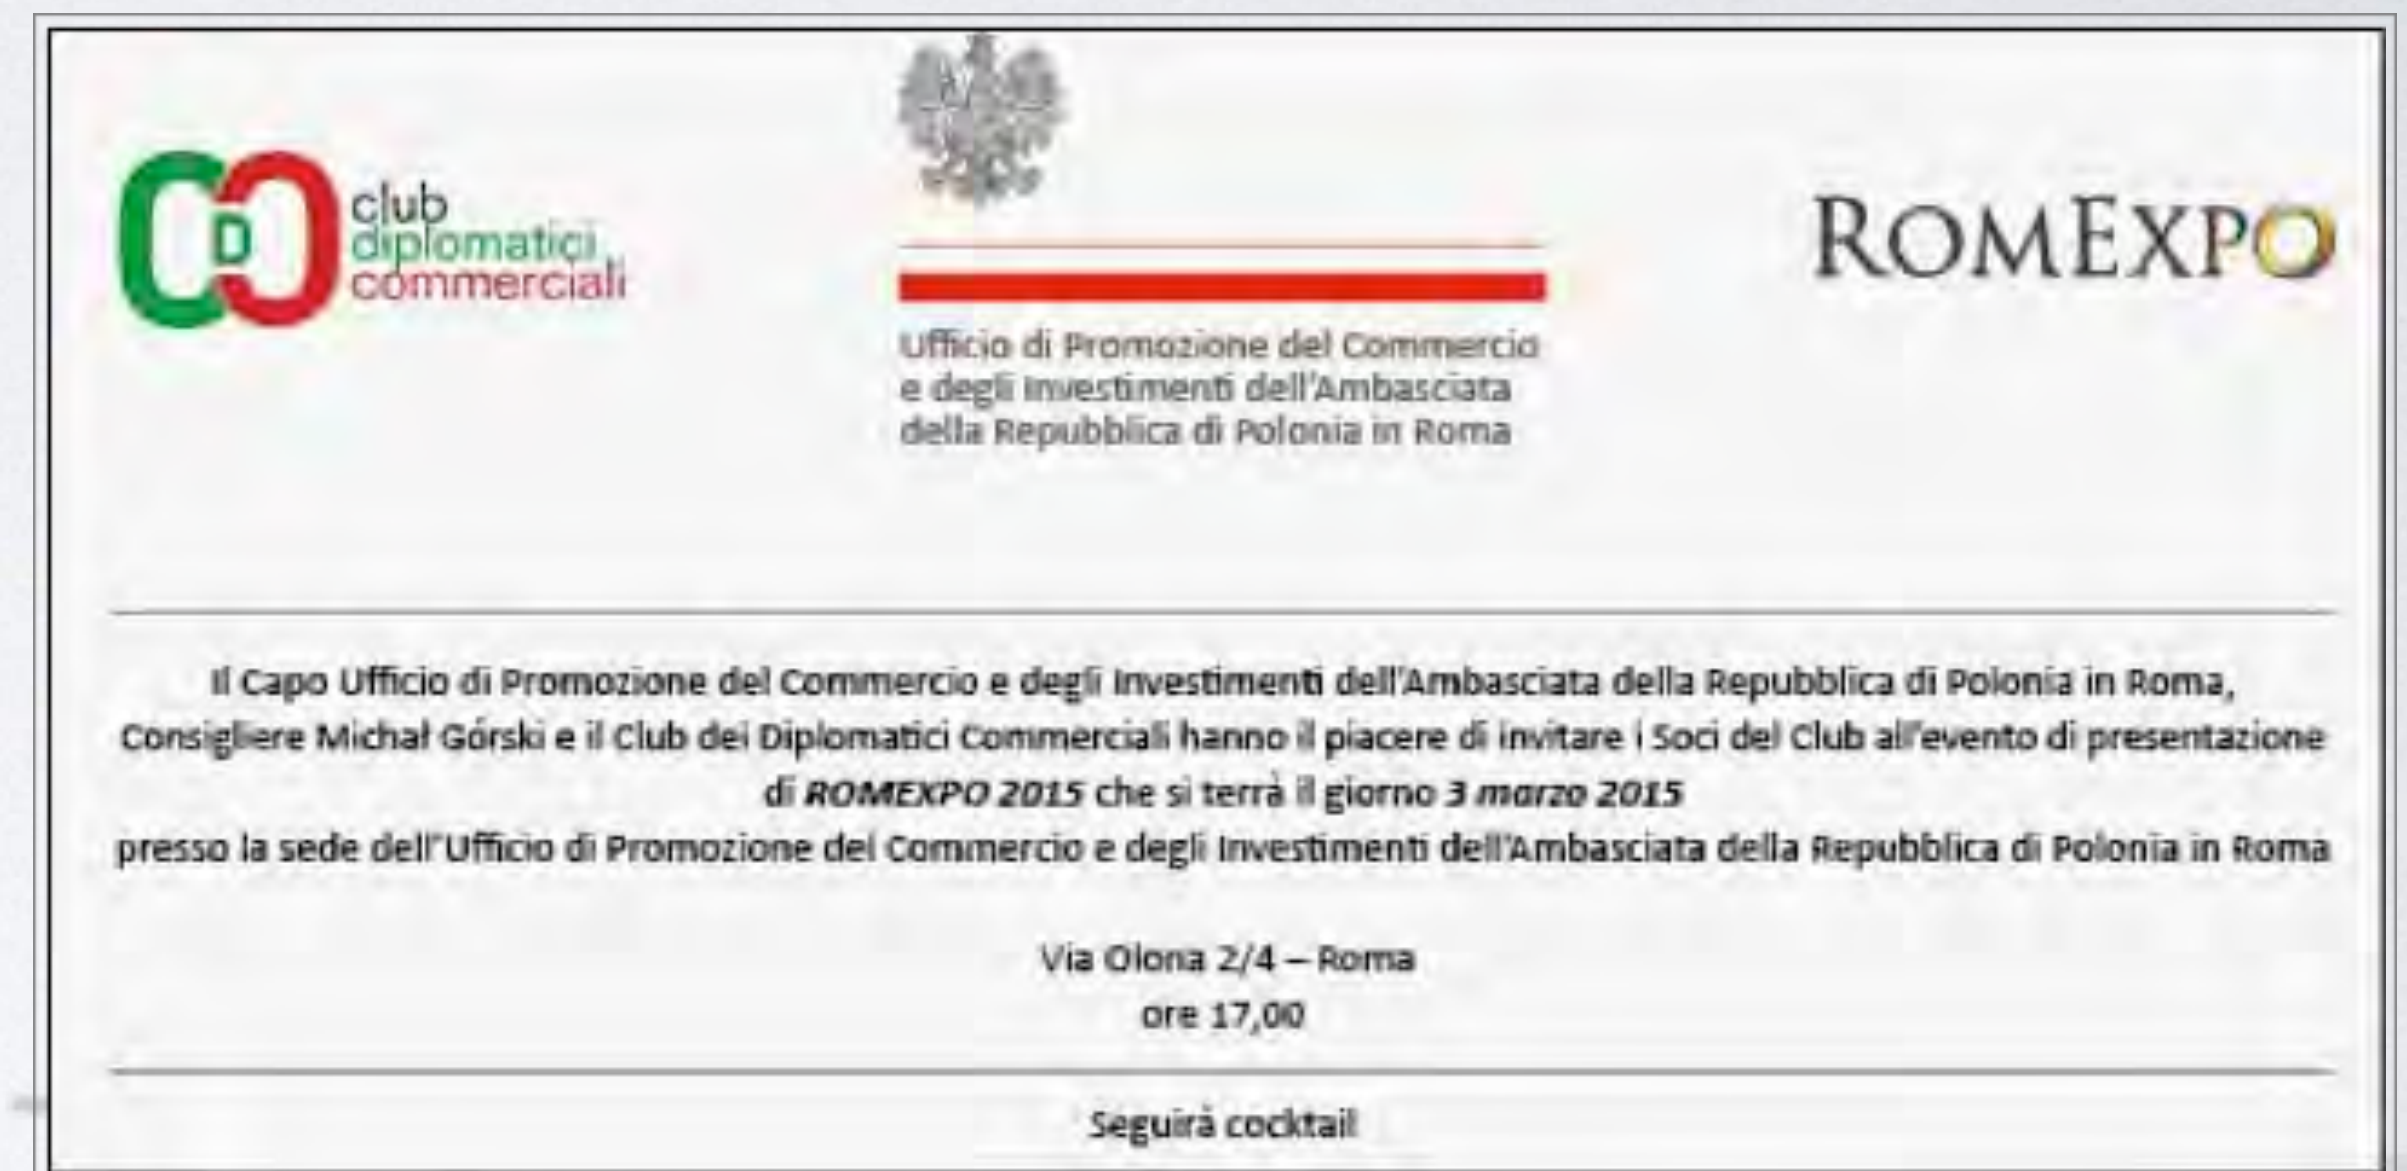 club
diplomatici
commerciali
CDC
ROMEXPO
Ufficio di Promozione del Commercio
e degli Investimenti dell'Ambasciata
della Repubblica di Polonia in Roma
Il Capo Ufficio di Promozione del Commercio e degli Investimenti dell'Ambasciata della Repubblica di Polonia in Roma,
Consigliere Michał Górski e il Club dei Diplomatici Commerciali hanno il piacere di invitare i Soci del Club all'evento di presentazione
di ROMEXPO 2015 che si terrà il giorno 3 marzo 2015
presso la sede dell'Ufficio di Promozione del Commercio e degli Investimenti dell'Ambasciata della Repubblica di Polonia in Roma
Via Olona 2/4 – Roma
ore 17,00
Seguirà cocktail